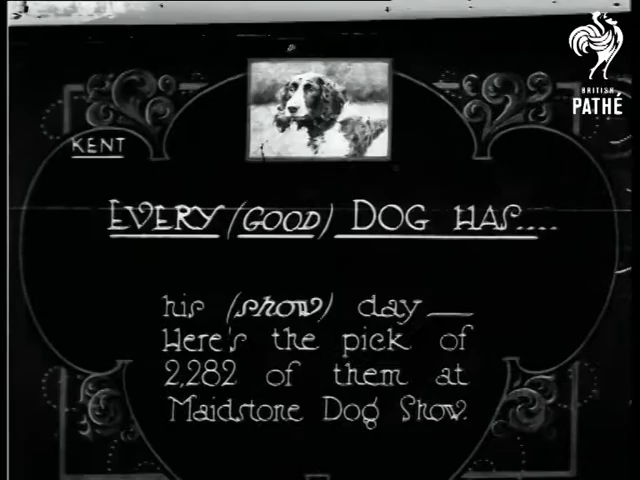 BRITISH
PATHÉ
KENT
EVERY (GOOD) DOG HAS....
his (show) day —
Here's the pick of
2,282 of them at
Maidstone Dog Show.